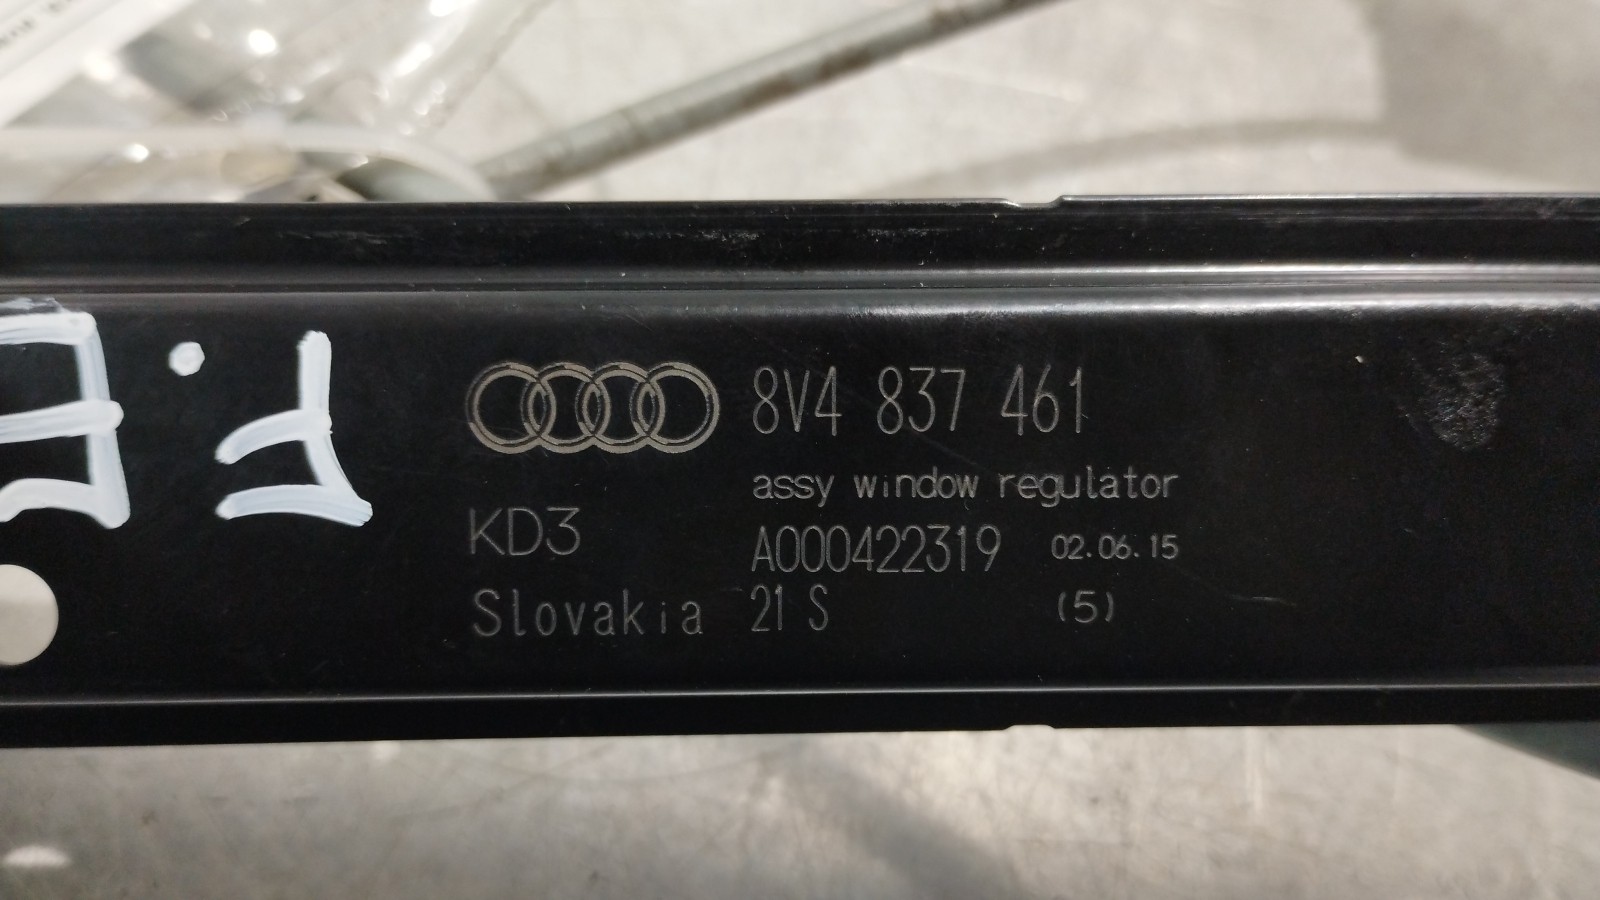 8V4 837 461
assy window regulator
KD3
A000422319 02.06.15
Slovakia 21 S (5)